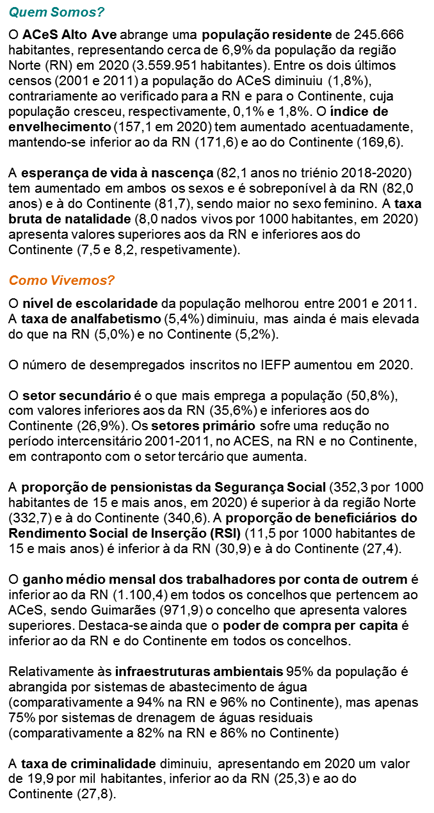 Quem Somos?
O ACeS Alto Ave abrange uma população residente de 245.666
habitantes, representando cerca de 6,9% da população da região
Norte (RN) em 2020 (3.559.951 habitantes). Entre os dois últimos
censos (2001 e 2011) a população do ACeS diminuiu (1,8%),
contrariamente ao verificado para a RN e para o Continente, cuja
população cresceu, respectivamente, 0,1% e 1,8%. O índice de
envelhecimento (157,1 em 2020) tem aumentado acentuadamente,
mantendo-se inferior ao da RN (171,6) e ao do Continente (169,6).
A esperança de vida à nascença (82,1 anos no triénio 2018-2020)
tem aumentado em ambos os sexos e é sobreponível à da RN (82,0
anos) e à do Continente (81,7), sendo maior no sexo feminino. A taxa
bruta de natalidade (8,0 nados vivos por 1000 habitantes, em 2020)
apresenta valores superiores aos da RN e inferiores aos do
Continente (7,5 e 8,2, respetivamente).
Como Vivemos?
O nível de escolaridade da população melhorou entre 2001 e 2011.
A taxa de analfabetismo (5,4%) diminuiu, mas ainda é mais elevada
do que na RN (5,0%) e no Continente (5,2%).
O número de desempregados inscritos no IEFP aumentou em 2020.
O setor secundário é o que mais emprega a população (50,8%),
com valores inferiores aos da RN (35,6%) e inferiores aos do
Continente (26,9%). Os setores primário sofre uma redução no
período intercensitário 2001-2011, no ACES, na RN e no Continente,
em contraponto com o setor tercário que aumenta.
A proporção de pensionistas da Segurança Social (352,3 por 1000
habitantes de 15 e mais anos, em 2020) é superior à da região Norte
(332,7) e à do Continente (340,6). A proporção de beneficiários do
Rendimento Social de Inserção (RSI) (11,5 por 1000 habitantes de
15 e mais anos) é inferior à da RN (30,9) e à do Continente (27,4).
O ganho médio mensal dos trabalhadores por conta de outrem é
inferior ao da RN (1.100,4) em todos os concelhos que pertencem ao
ACeS, sendo Guimarães (971,9) o concelho que apresenta valores
superiores. Destaca-se ainda que o poder de compra per capita é
inferior ao da RN e do Continente em todos os concelhos.
Relativamente às infraestruturas ambientais 95% da população é
abrangida por sistemas de abastecimento de água
(comparativamente a 94% na RN e 96% no Continente), mas apenas
75% por sistemas de drenagem de águas residuais
(comparativamente a 82% na RN e 86% no Continente)
A taxa de criminalidade diminuiu, apresentando em 2020 um valor
de 19,9 por mil habitantes, inferior ao da RN (25,3) e ao do
Continente (27,8).